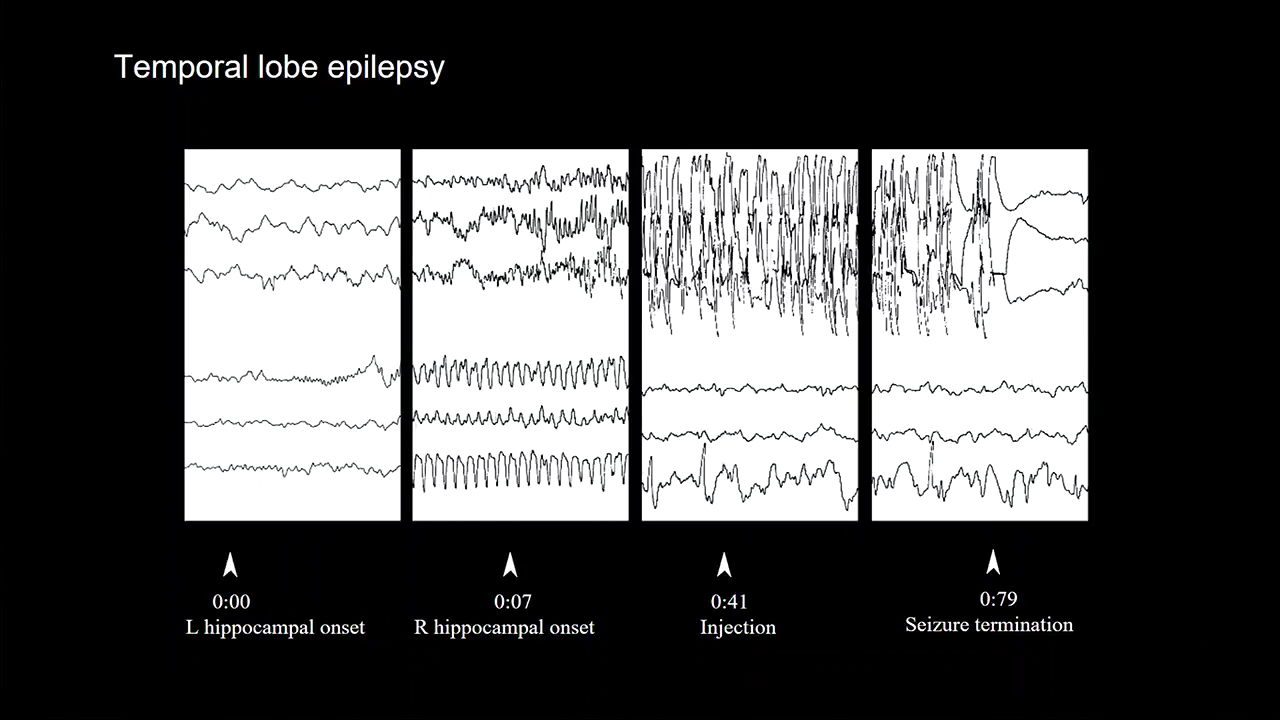 Temporal lobe epilepsy
0:00
L hippocampal onset
0:07
R hippocampal onset
0:41
Injection
0:79
Seizure termination